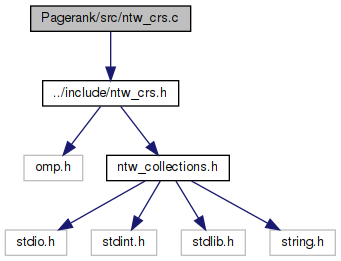 Pagerank/src/ntw_crs.c
../include/ntw_crs.h
omp.h
ntw_collections.h
stdio.h
stdint.h
stdlib.h
string.h